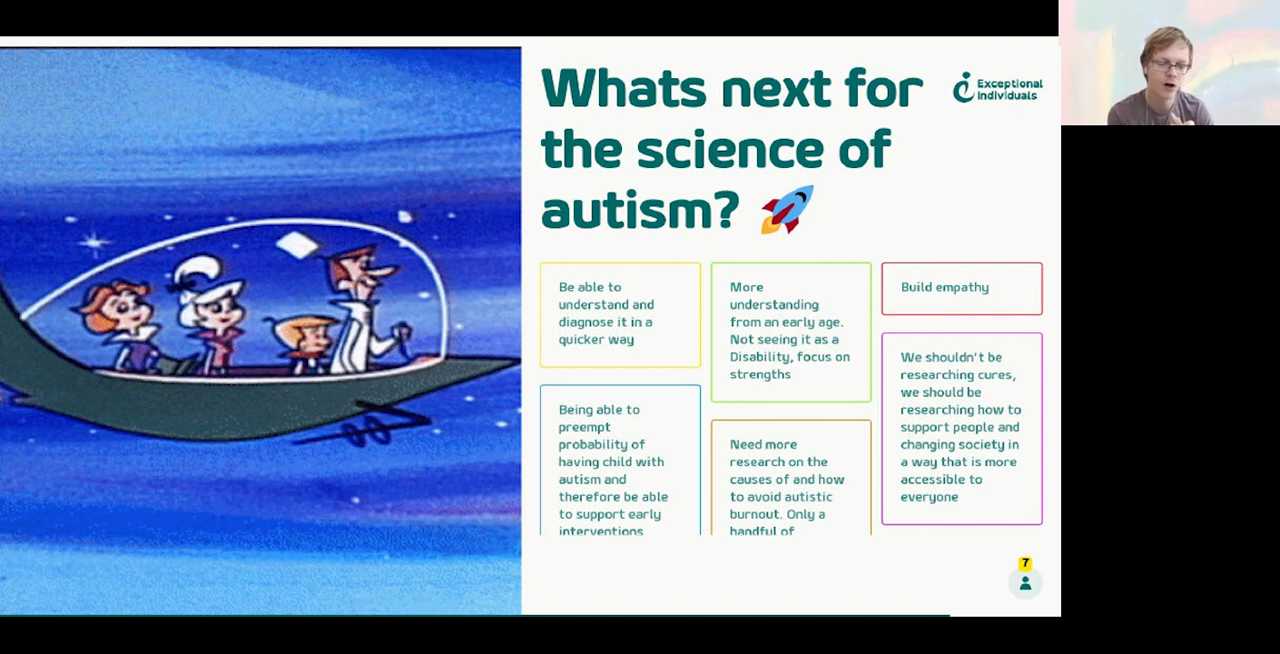 Whats next for
the science of
autism?
Exceptional
Individuals
Be able to
understand and
diagnose it in a
quicker way
Being able to
preempt
probability of
having child with
autism and
therefore be able
to support early
interventions
More
understanding
from an early age.
Not seeing it as a
Disability, focus on
strengths
Need more
research on the
causes of and how
to avoid autistic
burnout. Only a
handful of
Build empathy
We shouldn't be
researching cures,
we should be
researching how to
support people and
changing society in
a way that is more
accessible to
everyone
7